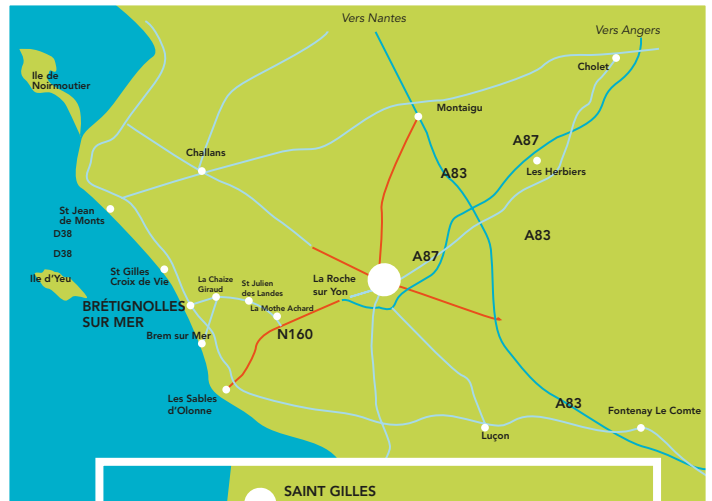 Vers Nantes
Vers Angers
Ile de
Noirmoutier
Cholet
Montaigu
A87
Challans
A83
Les Herbiers
St Jean
de Monts
D38
D38
A83
A87
Ile d'Yeu
St Gilles
Croix de Vie
La Chaize
Giraud
St Julien
des Landes
La Roche
sur Yon
BRÉTIGNOLLES
SUR MER
La Mothe Achard
Brem sur Mer
N160
Les Sables
d'Olonne
A83
Fontenay Le Comte
Luçon
SAINT GILLES